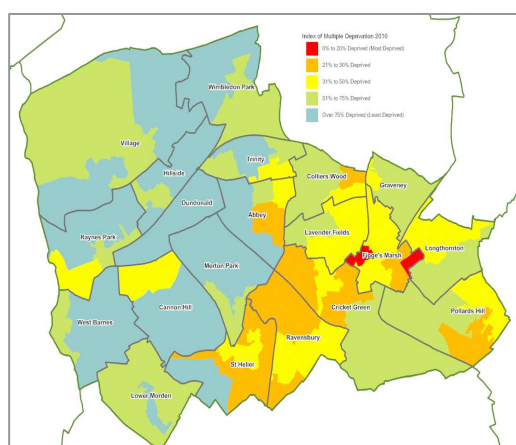 Index of Multiple Deprivation 2010
0% to 20% Deprived (Most Deprived)
21% to 30% Deprived
31% to 50% Deprived
51% to 75% Deprived
Over 75% Deprived (Least Deprived)
Wimbledon Park
Village
Hillside
Trinity
Colliers Wood
Graveney
Dundonald
Abbey
Raynes Park
Lavender Fields
Figge's Marsh
Longthornton
Merton Park
West Barnes
Cannon Hill
Cricket Green
Pollards Hill
St Helier
Ravensbury
Lower Morden